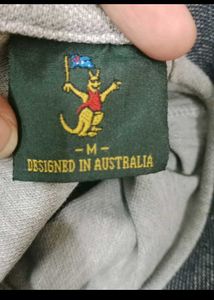 - M -
DESIGNED IN AUSTRALIA